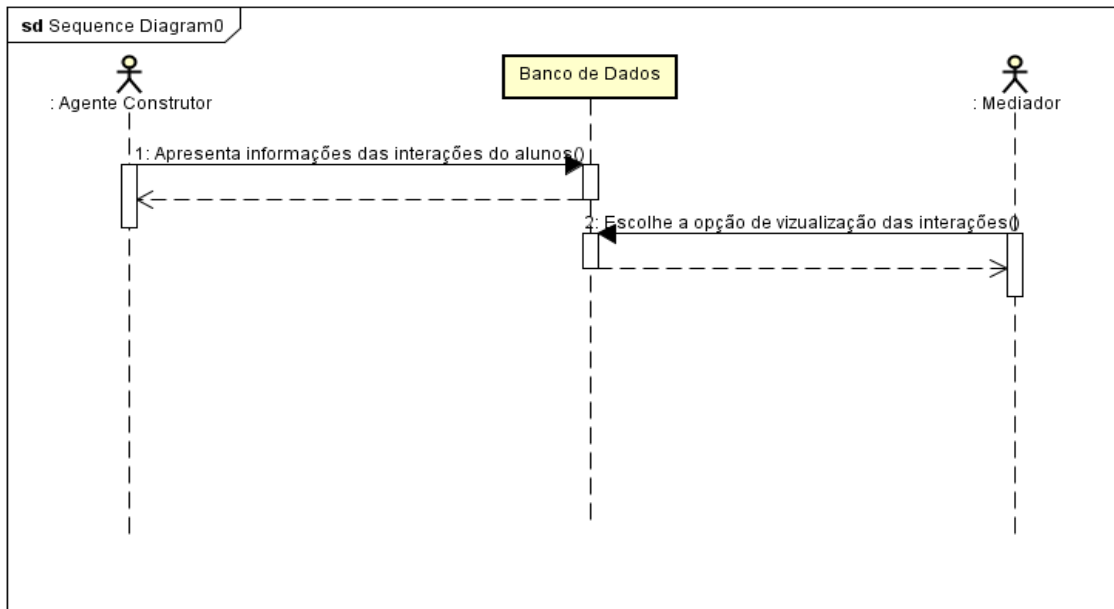 sd Sequence Diagram0
: Agente Construtor
Banco de Dados
: Mediador
1: Apresenta informações das interações do alunos()
2: Escolhe a opção de vizualização das interações()